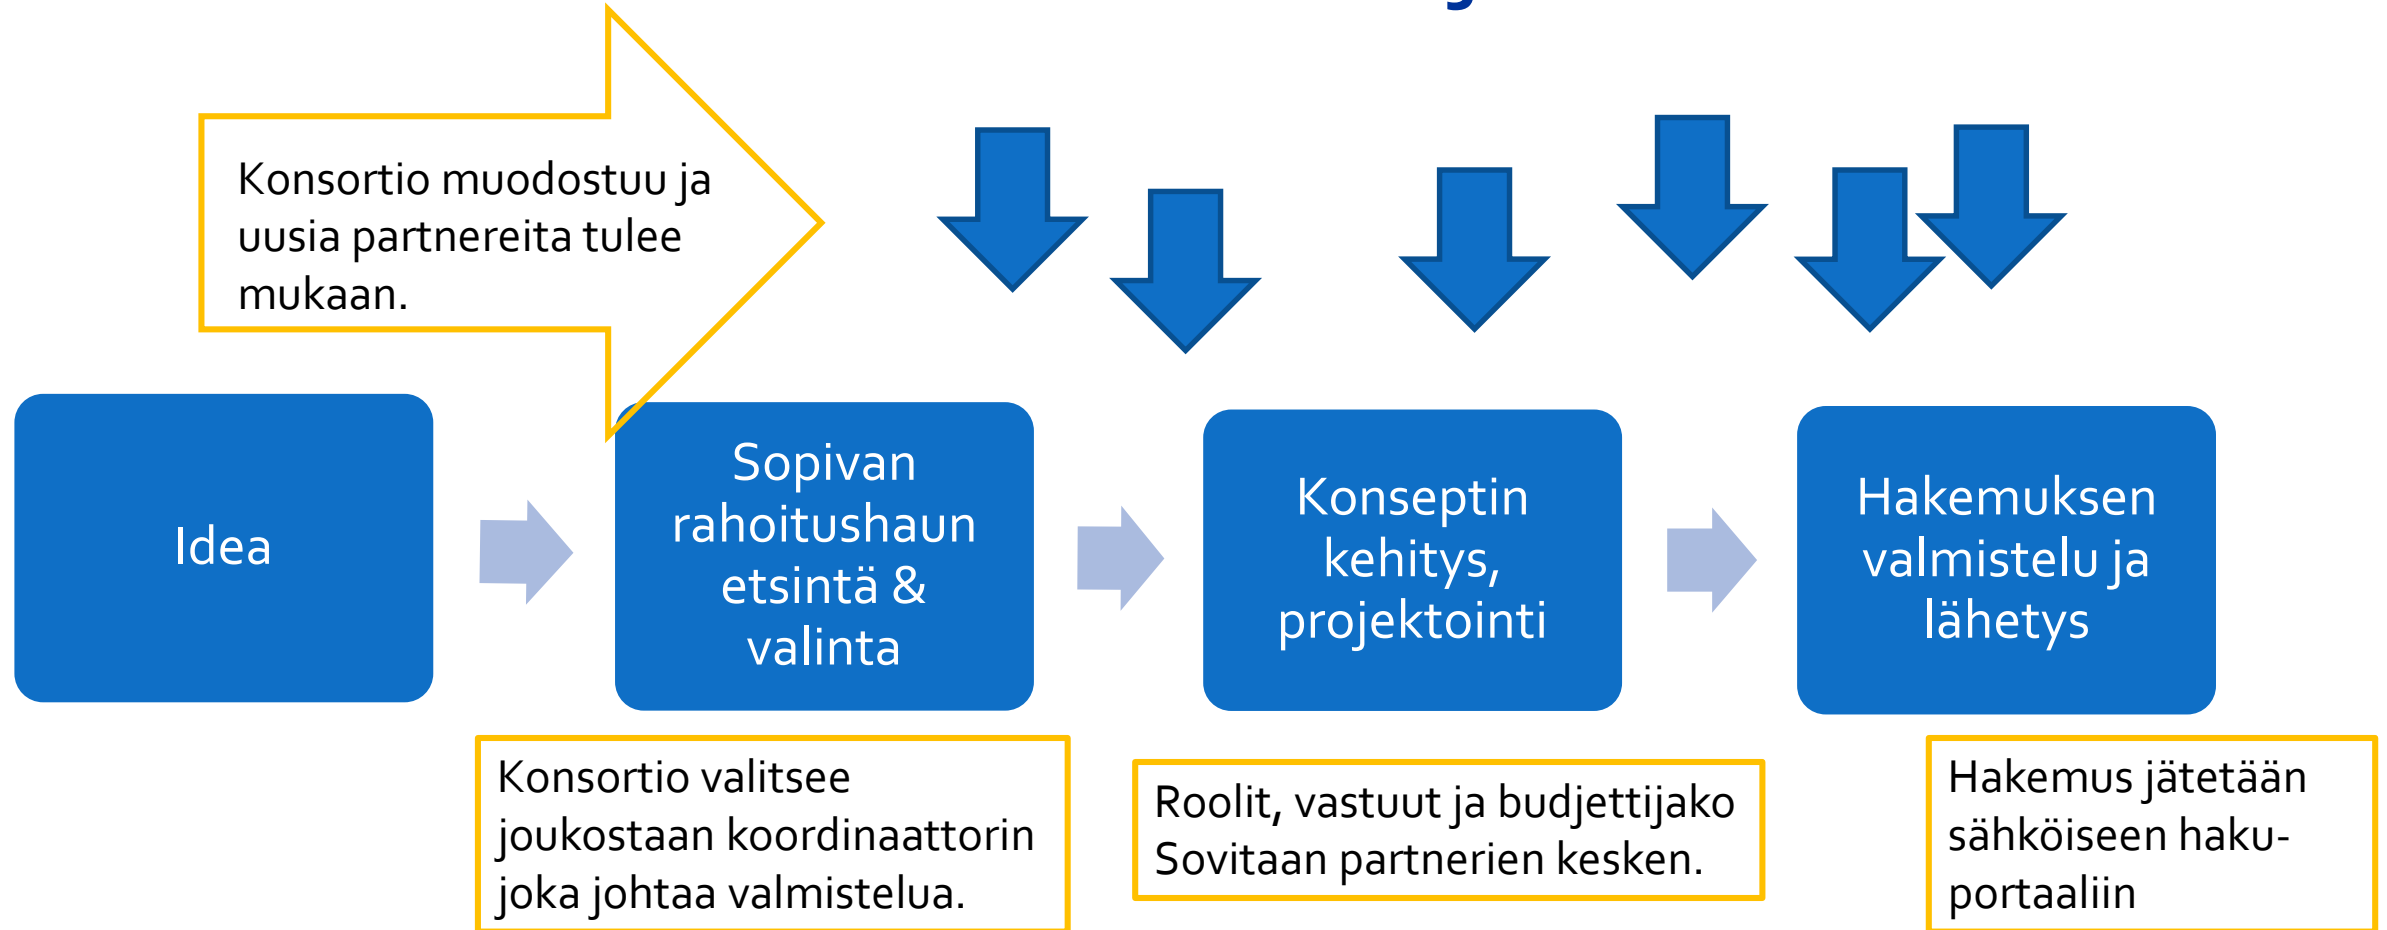 Konsortio muodostuu ja
uusia partnereita tulee
mukaan.
Idea
Sopivan
rahoitushaun
etsintä &
valinta
Konseptin
kehitys,
projektointi
Hakemuksen
valmistelu ja
lähetys
Konsortio valitsee
joukostaan koordinaattorin
joka johtaa valmistelua.
Roolit, vastuut ja budjettijako
Sovitaan partnerien kesken.
Hakemus jätetään
sähköiseen haku-
portaaliin